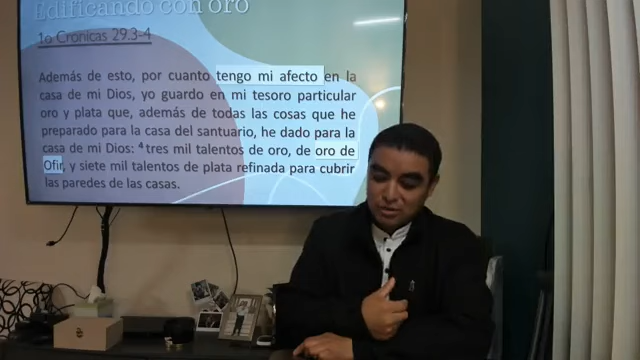 Edificando con oro
1o Crónicas 29.3-4
Además de esto, por cuanto tengo mi afecto en la
casa de mi Dios, yo guardo en mi tesoro particular
oro y plata que, además de todas las cosas que he
preparado para la casa del santuario, he dado para la
casa de mi Dios: ⁴ tres mil talentos de oro, de oro de
Ofir, y siete mil talentos de plata refinada para cubrir
las paredes de las casas.